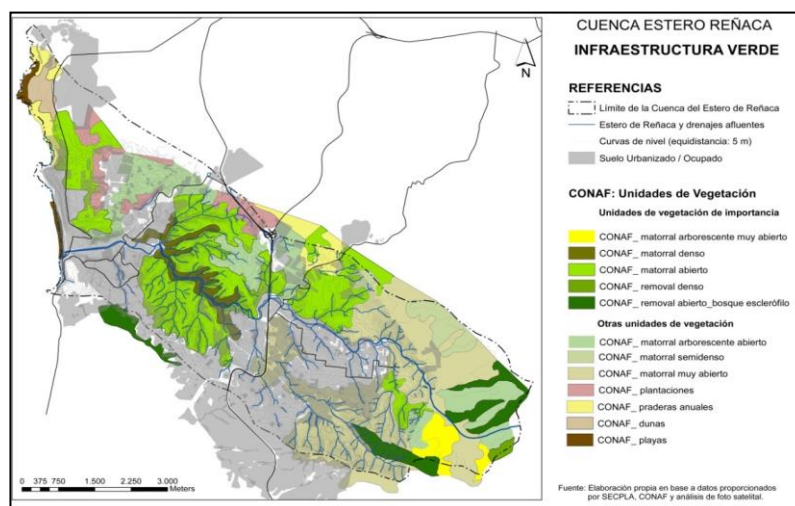 CUENCA ESTERO REÑACA
INFRAESTRUCTURA VERDE
N
REFERENCIAS
Límite de la Cuenca del Estero de Reñaca
Estero de Reñaca y drenajes afluentes
Curvas de nivel (equidistancia: 5 m)
Suelo Urbanizado / Ocupado
CONAF: Unidades de Vegetación
Unidades de vegetación de importancia
CONAF_ matorral arborescente muy abierto
CONAF_ matorral denso
CONAF_ matorral abierto
CONAF_ removal denso
CONAF_ removal abierto_bosque esclerófilo
Otras unidades de vegetación
CONAF_ matorral arborescente abierto
CONAF_ matorral semidenso
CONAF_ matorral muy abierto
CONAF_ plantaciones
CONAF_ praderas anuales
CONAF_ dunas
CONAF_ playas
0 375 750 1.500 2.250 3.000
Meters
Fuente: Elaboración propia en base a datos proporcionados
por SECPLA, CONAF y análisis de foto satelital.